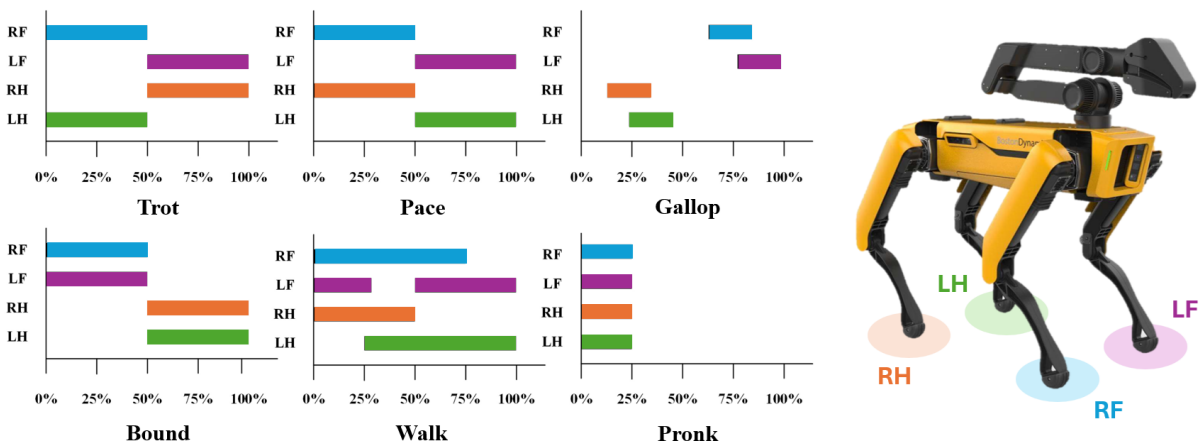 RF
LF
RH
LH
0% 25% 50% 75% 100%
Trot
RF
LF
RH
LH
0% 25% 50% 75% 100%
Pace
RF
LF
RH
LH
0% 25% 50% 75% 100%
Gallop
RF
LF
RH
LH
0% 25% 50% 75% 100%
Bound
RF
LF
RH
LH
0% 25% 50% 75% 100%
Walk
RF
LF
RH
LH
0% 25% 50% 75% 100%
Pronk
LH
LF
RH
RF